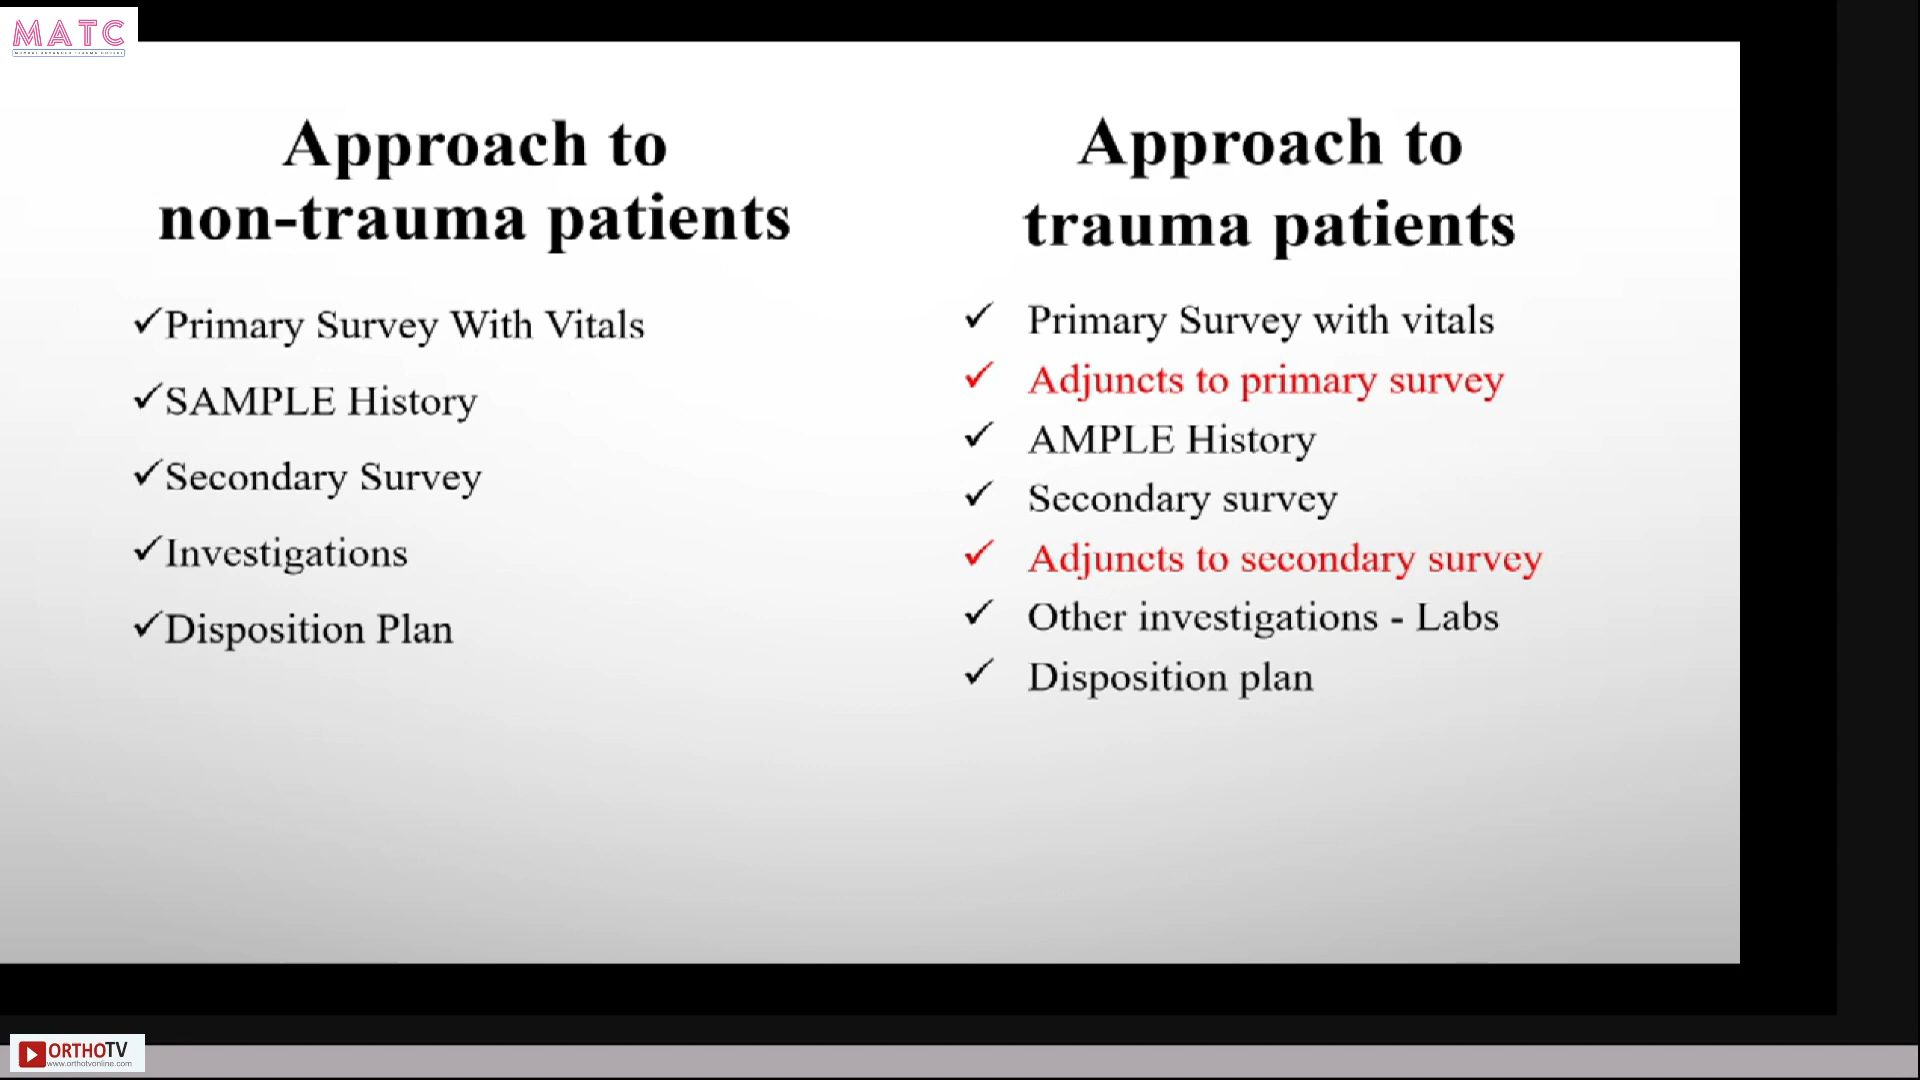 MATC
Approach to
non-trauma patients
✓Primary Survey With Vitals
✓SAMPLE History
✓Secondary Survey
✓Investigations
✓Disposition Plan
Approach to
trauma patients
✓ Primary Survey with vitals
✓ Adjuncts to primary survey
✓ AMPLE History
✓ Secondary survey
✓ Adjuncts to secondary survey
✓ Other investigations - Labs
✓ Disposition plan
ORTHOTV
www.orthotvonline.com